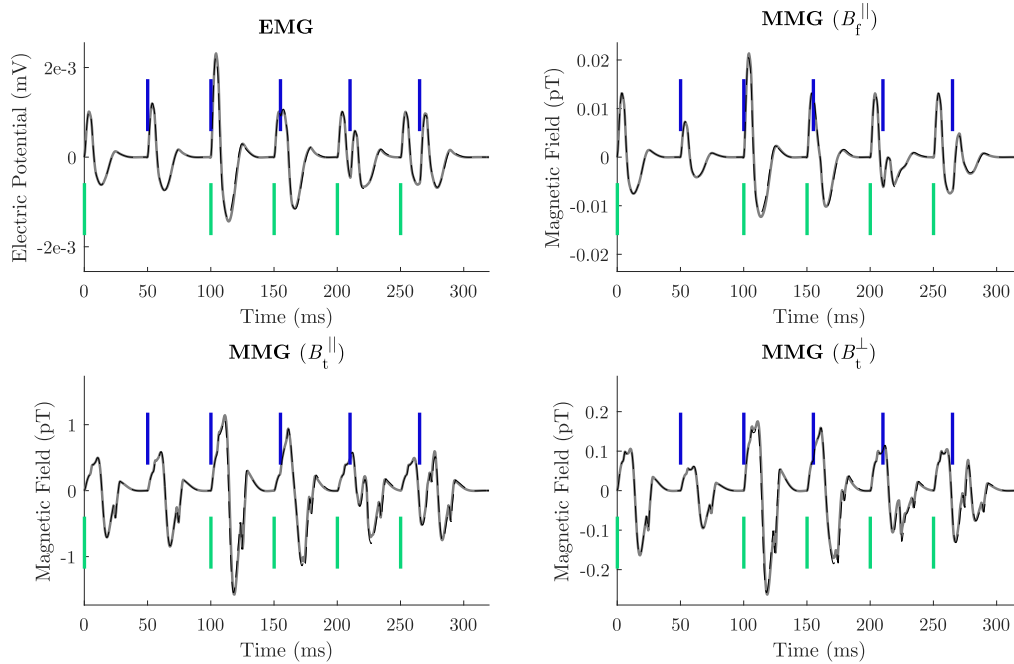 EMG
Electric Potential (mV)
2e-3
0
-2e-3
0 50 100 150 200 250 300
Time (ms)
MMG (B_f^||)
Magnetic Field (pT)
0.02
0.01
0
-0.01
-0.02
0 50 100 150 200 250 300
Time (ms)
MMG (B_t^||)
Magnetic Field (pT)
1
0
-1
0 50 100 150 200 250 300
Time (ms)
MMG (B_t^⊥)
Magnetic Field (pT)
0.2
0.1
0
-0.1
-0.2
0 50 100 150 200 250 300
Time (ms)